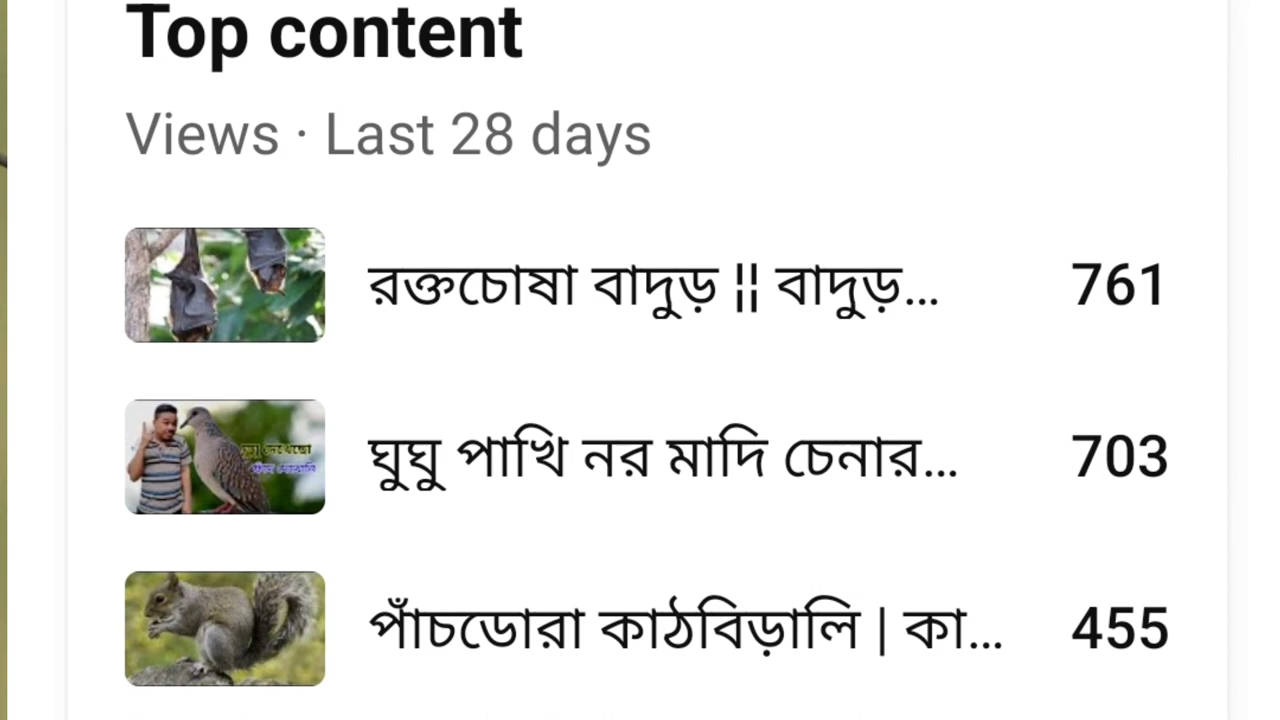 Top content
Views · Last 28 days
রক্তচোষা বাদুড় ¦¦ বাদুড়...
761
ঘুঘু পাখি নর মাদি চেনার...
703
পাঁচডোরা কাঠবিড়ালি | কা...
455